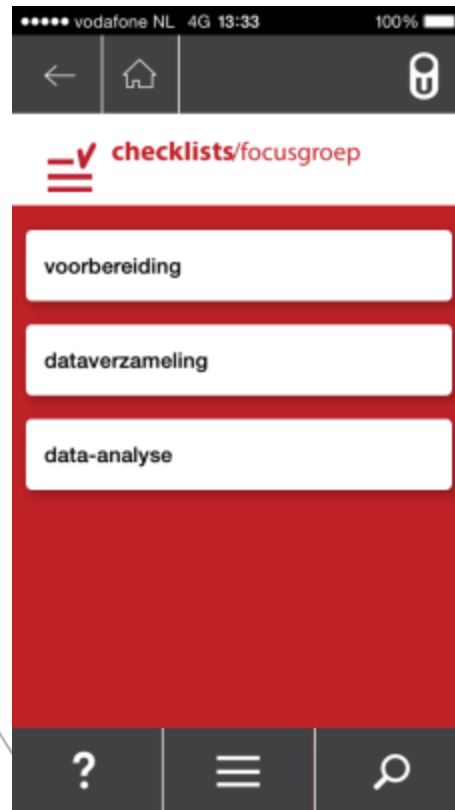 vodafone NL 4G 13:33 100%
checklists/focusgroep
voorbereiding
dataverzameling
data-analyse
?